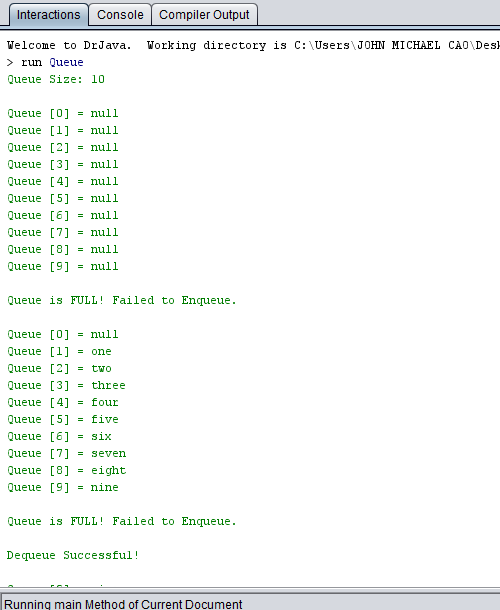 Interactions Console Compiler Output
Welcome to DrJava. Working directory is C:\Users\JOHN MICHAEL CAO\Desk
> run Queue
Queue Size: 10
Queue [0] = null
Queue [1] = null
Queue [2] = null
Queue [3] = null
Queue [4] = null
Queue [5] = null
Queue [6] = null
Queue [7] = null
Queue [8] = null
Queue [9] = null
Queue is FULL! Failed to Enqueue.
Queue [0] = null
Queue [1] = one
Queue [2] = two
Queue [3] = three
Queue [4] = four
Queue [5] = five
Queue [6] = six
Queue [7] = seven
Queue [8] = eight
Queue [9] = nine
Queue is FULL! Failed to Enqueue.
Dequeue Successful!
Running main Method of Current Document